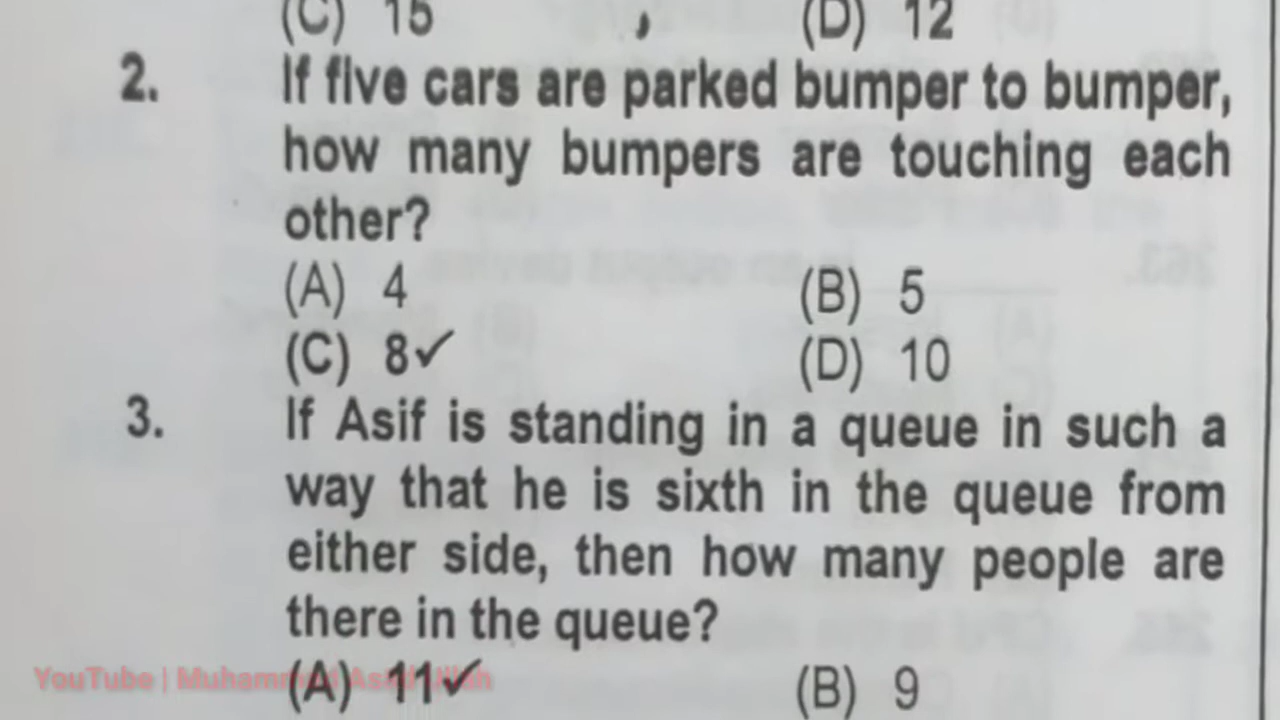 (C) 15 (D) 12
2. If five cars are parked bumper to bumper,
how many bumpers are touching each
other?
(A) 4 (B) 5
(C) 8✓ (D) 10
3. If Asif is standing in a queue in such a
way that he is sixth in the queue from
either side, then how many people are
there in the queue?
(A) 11✓ (B) 9
YouTube | Muhammad